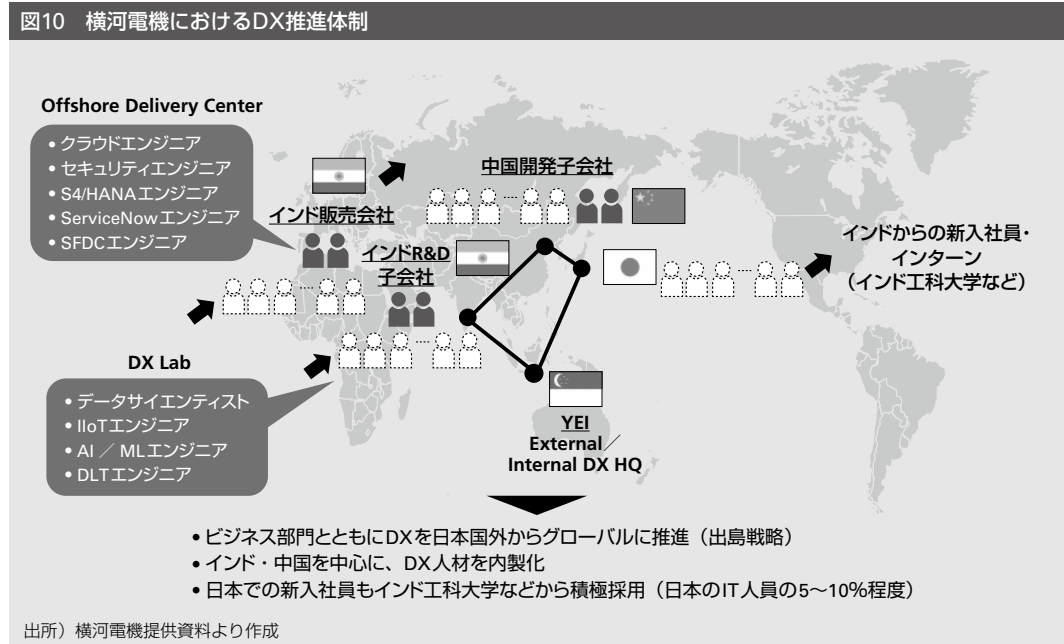 図10　横河電機におけるDX推進体制
Offshore Delivery Center
• クラウドエンジニア
• セキュリティエンジニア
• S4/HANAエンジニア
• ServiceNowエンジニア
• SFDCエンジニア
インド販売会社
中国開発子会社
インドR&D
子会社
インドからの新入社員・
インターン
（インド工科大学など）
DX Lab
• データサイエンティスト
• IIoTエンジニア
• AI ／ MLエンジニア
• DLTエンジニア
YEI
External／
Internal DX HQ
• ビジネス部門とともにDXを日本国外からグローバルに推進（出島戦略）
• インド・中国を中心に、DX人材を内製化
• 日本での新入社員もインド工科大学などから積極採用（日本のIT人員の5〜10%程度）
出所）横河電機提供資料より作成